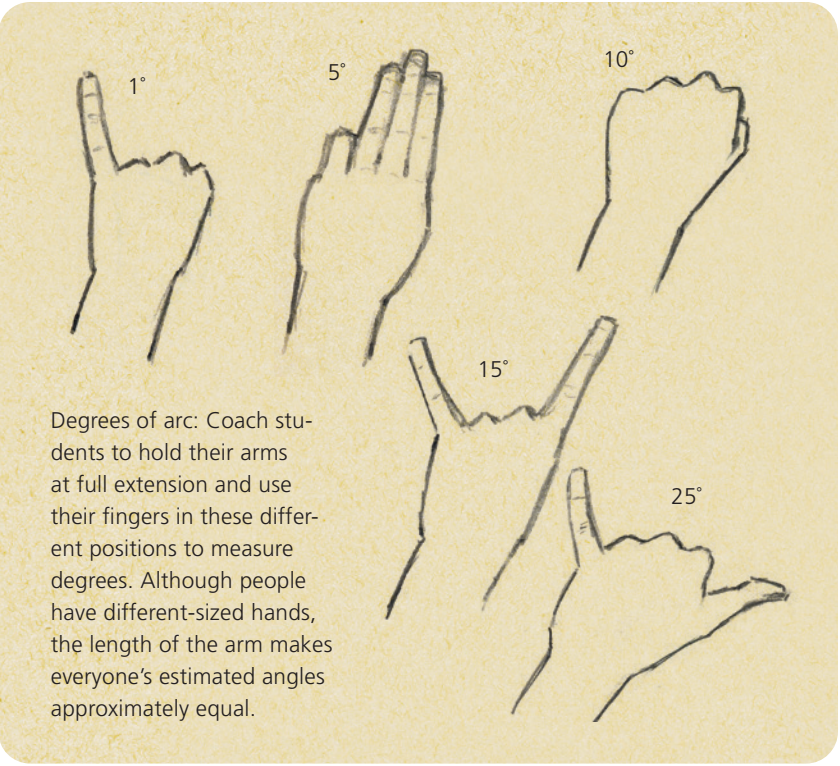 1°
5°
10°
15°
25°
Degrees of arc: Coach stu-
dents to hold their arms
at full extension and use
their fingers in these differ-
ent positions to measure
degrees. Although people
have different-sized hands,
the length of the arm makes
everyone’s estimated angles
approximately equal.